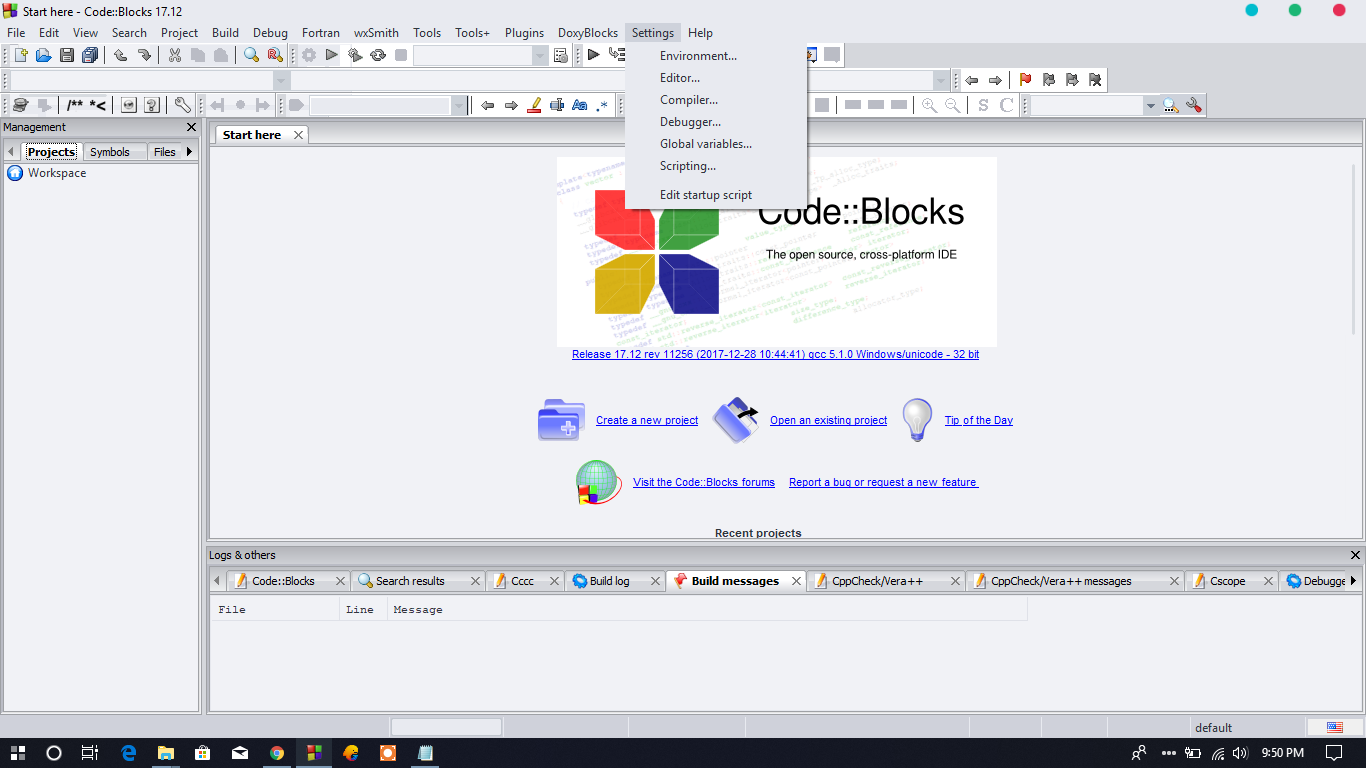 Start here - Code::Blocks 17.12
File Edit View Search Project Build Debug Fortran wxSmith Tools Tools+ Plugins DoxyBlocks Settings Help
Environment...
Editor...
Compiler...
Debugger...
Global variables...
Scripting...
Edit startup script
/** *<
Aa .*
S C
Management
Projects Symbols Files
Workspace
Start here
Code::Blocks
The open source, cross-platform IDE
Release 17.12 rev 11256 (2017-12-28 10:44:41) gcc 5.1.0 Windows/unicode - 32 bit
Create a new project Open an existing project Tip of the Day
Visit the Code::Blocks forums Report a bug or request a new feature
Recent projects
Logs & others
Code::Blocks Search results Cccc Build log Build messages CppCheck/Vera++ CppCheck/Vera++ messages Cscope Debugge
File Line Message
default
9:50 PM